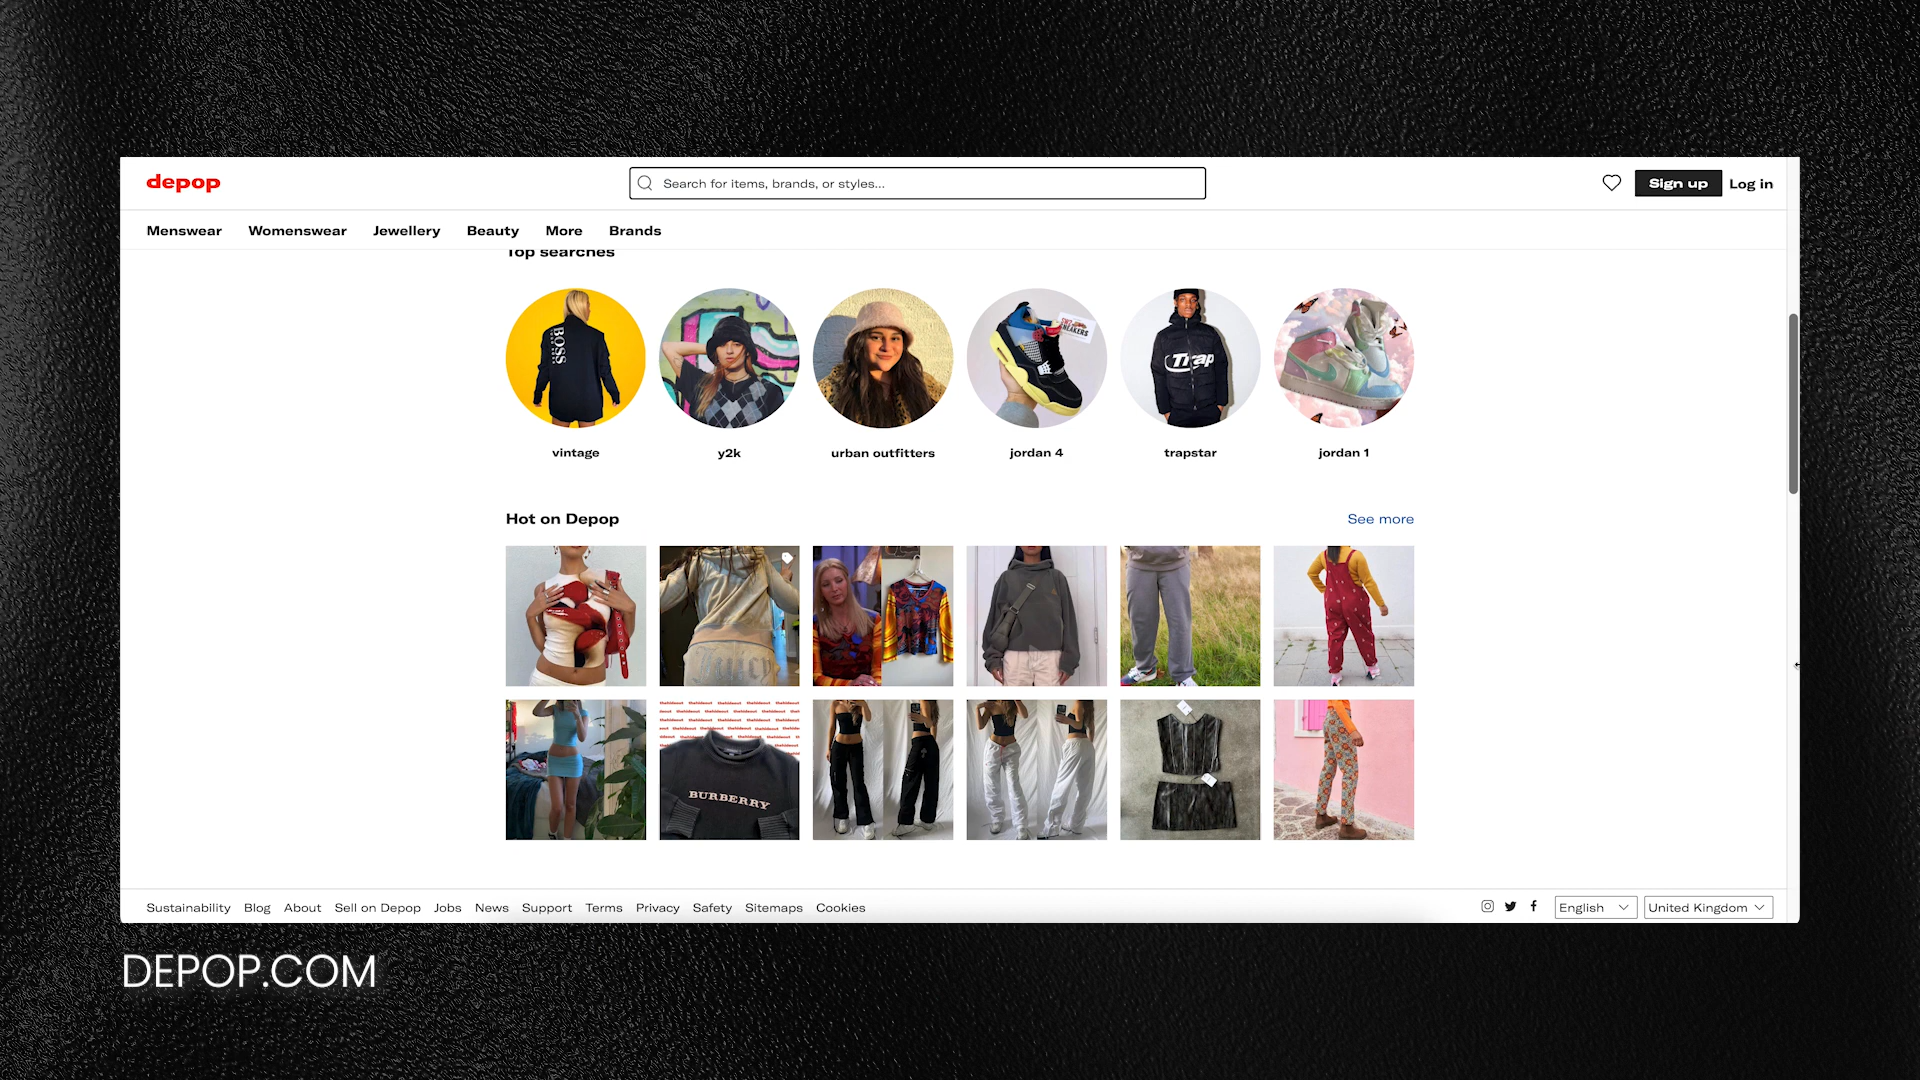 depop
Search for items, brands, or styles...
Sign up
Log in
Menswear Womenswear Jewellery Beauty More Brands
Top searches
BOSS
Trap
vintage
y2k
urban outfitters
jordan 4
trapstar
jordan 1
Hot on Depop
See more
Juicy
BURBERRY
Sustainability Blog About Sell on Depop Jobs News Support Terms Privacy Safety Sitemaps Cookies
English
United Kingdom
DEPOP.COM